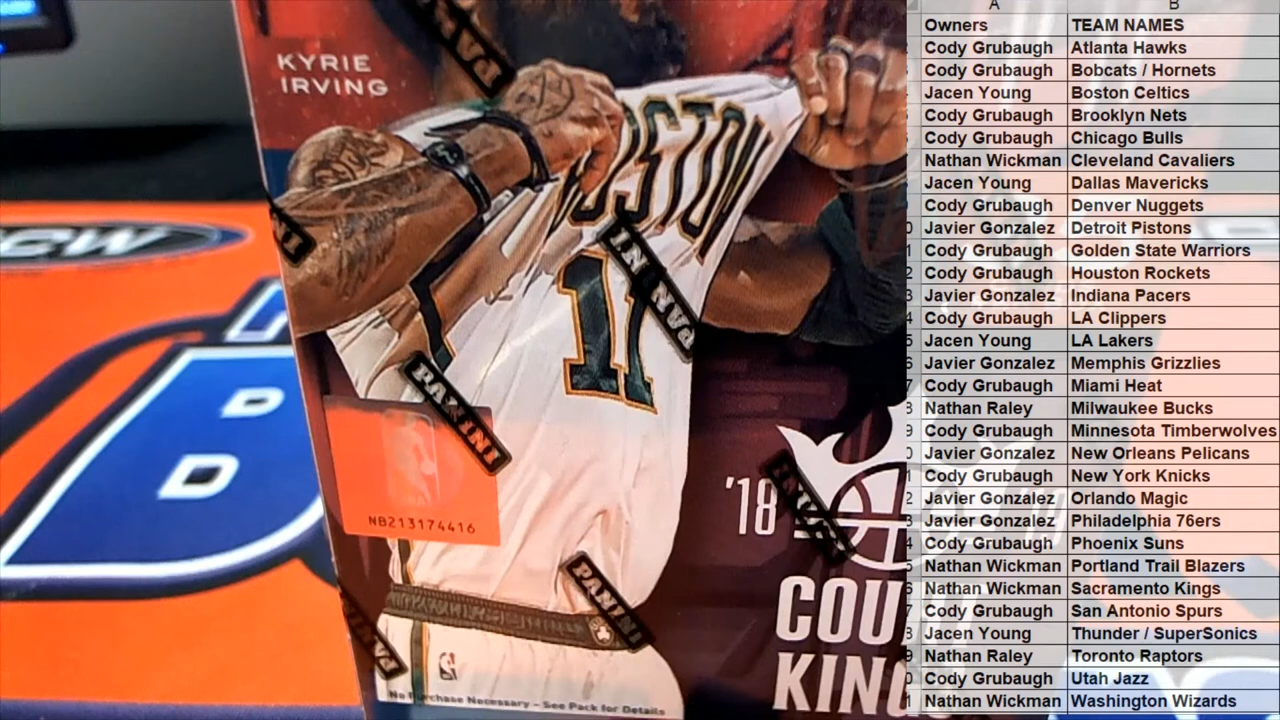 KYRIE
IRVING
BOSTON
11
PANINI
PANINI
NB213174416
'18
COU
KING
No Purchase Necessary – See Pack for Details
CW
D
D
A B
Owners TEAM NAMES
Cody Grubaugh Atlanta Hawks
Cody Grubaugh Bobcats / Hornets
Jacen Young Boston Celtics
Cody Grubaugh Brooklyn Nets
Cody Grubaugh Chicago Bulls
Nathan Wickman Cleveland Cavaliers
Jacen Young Dallas Mavericks
Cody Grubaugh Denver Nuggets
Javier Gonzalez Detroit Pistons
Cody Grubaugh Golden State Warriors
Cody Grubaugh Houston Rockets
Javier Gonzalez Indiana Pacers
Cody Grubaugh LA Clippers
Jacen Young LA Lakers
Javier Gonzalez Memphis Grizzlies
Cody Grubaugh Miami Heat
Nathan Raley Milwaukee Bucks
Cody Grubaugh Minnesota Timberwolves
Javier Gonzalez New Orleans Pelicans
Cody Grubaugh New York Knicks
Javier Gonzalez Orlando Magic
Javier Gonzalez Philadelphia 76ers
Cody Grubaugh Phoenix Suns
Nathan Wickman Portland Trail Blazers
Nathan Wickman Sacramento Kings
Cody Grubaugh San Antonio Spurs
Jacen Young Thunder / SuperSonics
Nathan Raley Toronto Raptors
Cody Grubaugh Utah Jazz
Nathan Wickman Washington Wizards